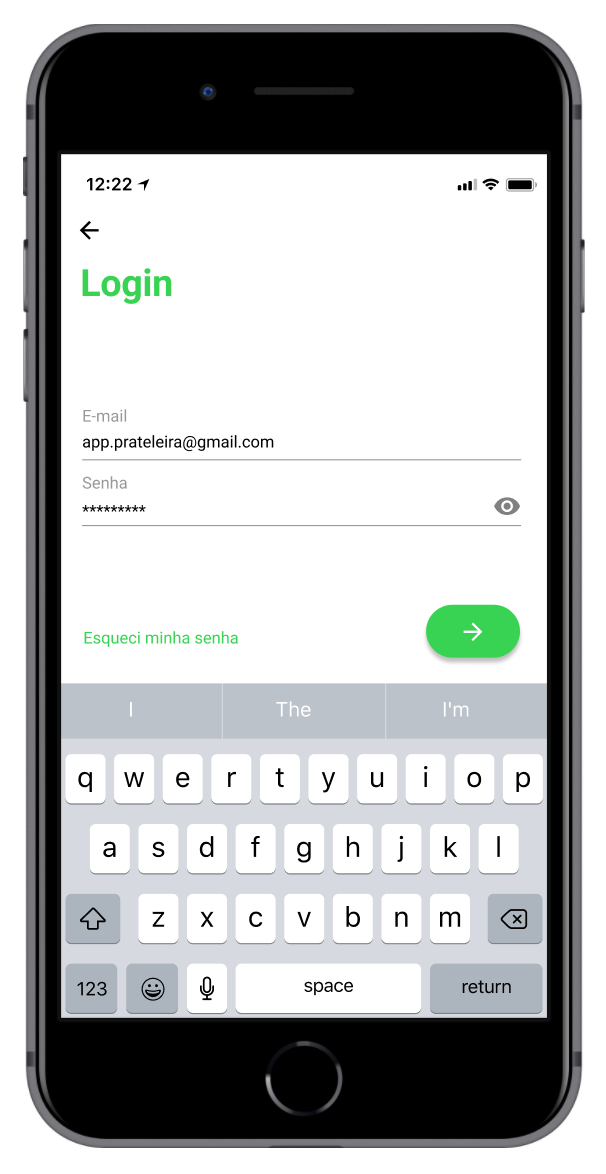 12:22
Login
E-mail
app.prateleira@gmail.com
Senha
*********
Esqueci minha senha
I The I'm
q w e r t y u i o p
a s d f g h j k l
z x c v b n m
123 space return